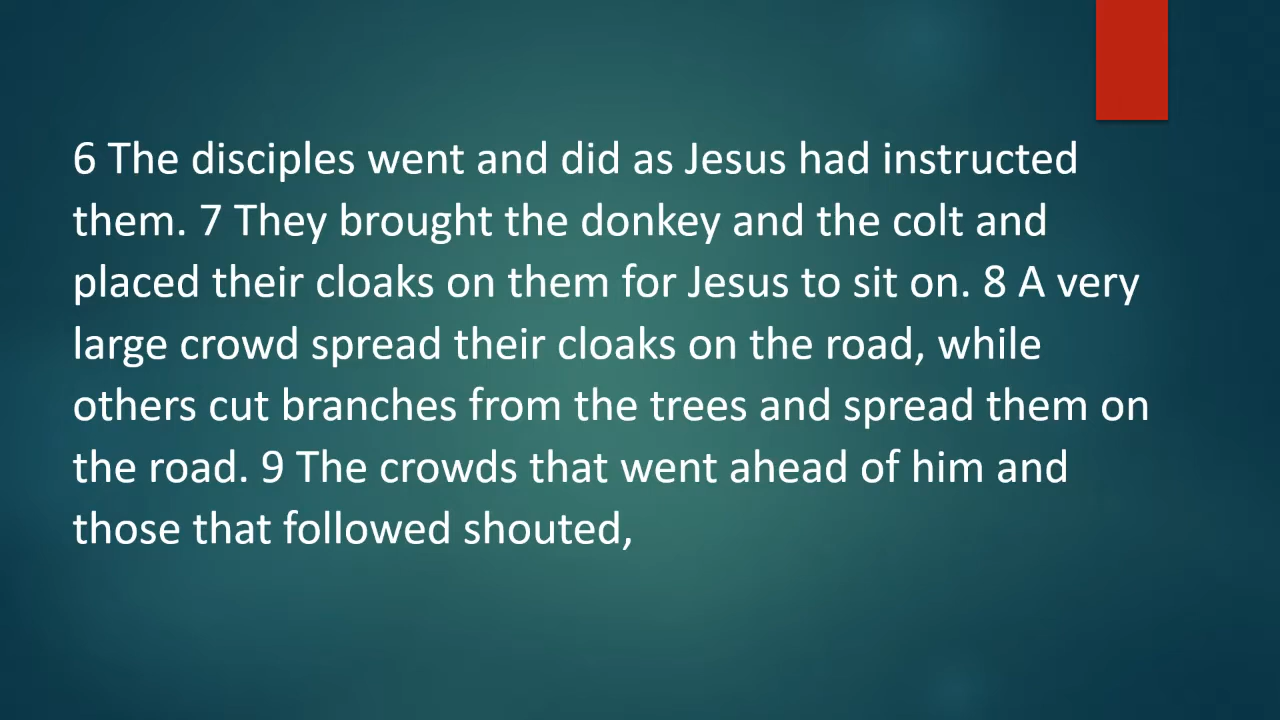 6 The disciples went and did as Jesus had instructed
them. 7 They brought the donkey and the colt and
placed their cloaks on them for Jesus to sit on. 8 A very
large crowd spread their cloaks on the road, while
others cut branches from the trees and spread them on
the road. 9 The crowds that went ahead of him and
those that followed shouted,